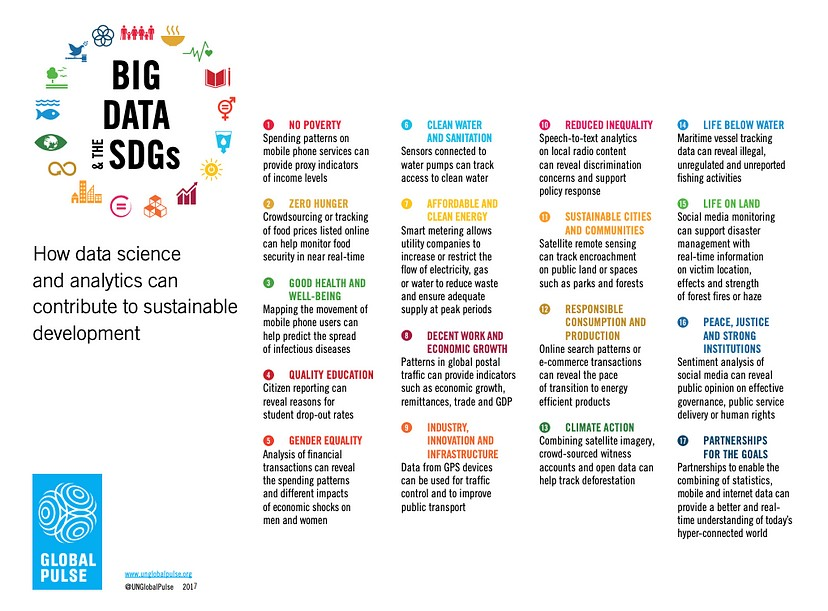 BIG
DATA
& THE
SDGs
How data science
and analytics can
contribute to sustainable
development
GLOBAL
PULSE
www.unglobalpulse.org
@UNGlobalPulse 2017
1 NO POVERTY
Spending patterns on
mobile phone services can
provide proxy indicators
of income levels
2 ZERO HUNGER
Crowdsourcing or tracking
of food prices listed online
can help monitor food
security in near real-time
3 GOOD HEALTH AND
WELL-BEING
Mapping the movement of
mobile phone users can
help predict the spread
of infectious diseases
4 QUALITY EDUCATION
Citizen reporting can
reveal reasons for
student drop-out rates
5 GENDER EQUALITY
Analysis of financial
transactions can reveal
the spending patterns
and different impacts
of economic shocks on
men and women
6 CLEAN WATER
AND SANITATION
Sensors connected to
water pumps can track
access to clean water
7 AFFORDABLE AND
CLEAN ENERGY
Smart metering allows
utility companies to
increase or restrict the
flow of electricity, gas
or water to reduce waste
and ensure adequate
supply at peak periods
8 DECENT WORK AND
ECONOMIC GROWTH
Patterns in global postal
traffic can provide indicators
such as economic growth,
remittances, trade and GDP
9 INDUSTRY,
INNOVATION AND
INFRASTRUCTURE
Data from GPS devices
can be used for traffic
control and to improve
public transport
10 REDUCED INEQUALITY
Speech-to-text analytics
on local radio content
can reveal discrimination
concerns and support
policy response
11 SUSTAINABLE CITIES
AND COMMUNITIES
Satellite remote sensing
can track encroachment
on public land or spaces
such as parks and forests
12 RESPONSIBLE
CONSUMPTION AND
PRODUCTION
Online search patterns or
e-commerce transactions
can reveal the pace
of transition to energy
efficient products
13 CLIMATE ACTION
Combining satellite imagery,
crowd-sourced witness
accounts and open data can
help track deforestation
14 LIFE BELOW WATER
Maritime vessel tracking
data can reveal illegal,
unregulated and unreported
fishing activities
15 LIFE ON LAND
Social media monitoring
can support disaster
management with
real-time information
on victim location,
effects and strength
of forest fires or haze
16 PEACE, JUSTICE
AND STRONG
INSTITUTIONS
Sentiment analysis of
social media can reveal
public opinion on effective
governance, public service
delivery or human rights
17 PARTNERSHIPS
FOR THE GOALS
Partnerships to enable the
combining of statistics,
mobile and internet data can
provide a better and real-
time understanding of today's
hyper-connected world